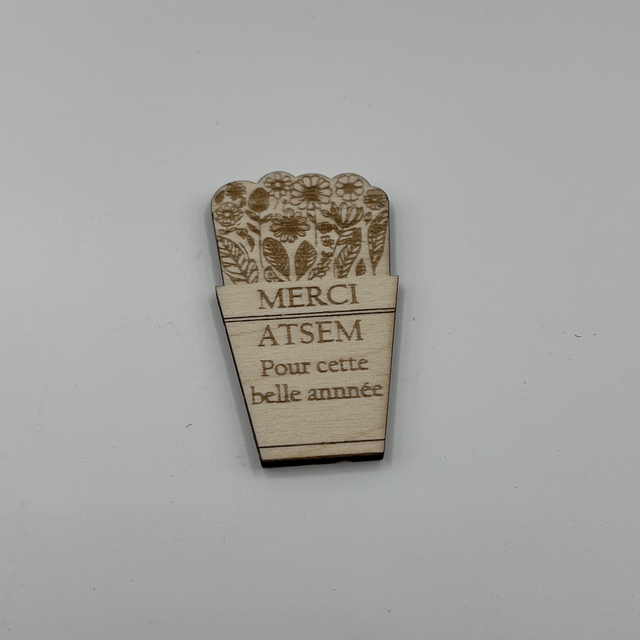 MERCI
ATSEM
Pour cette
belle annnée